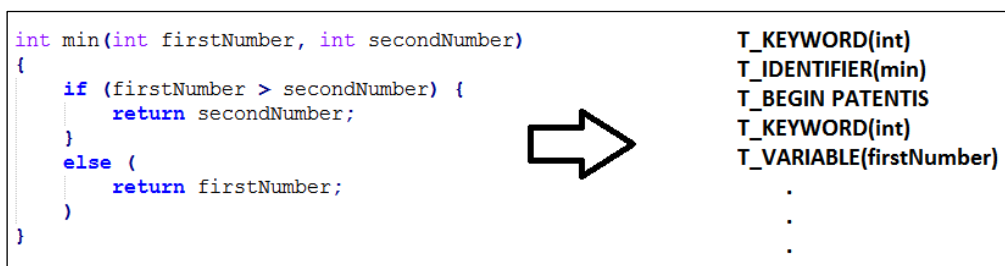 int min(int firstNumber, int secondNumber)
{
if (firstNumber > secondNumber) {
return secondNumber;
}
else (
return firstNumber;
)
}
T_KEYWORD(int)
T_IDENTIFIER(min)
T_BEGIN PATENTIS
T_KEYWORD(int)
T_VARIABLE(firstNumber)
.
.
.